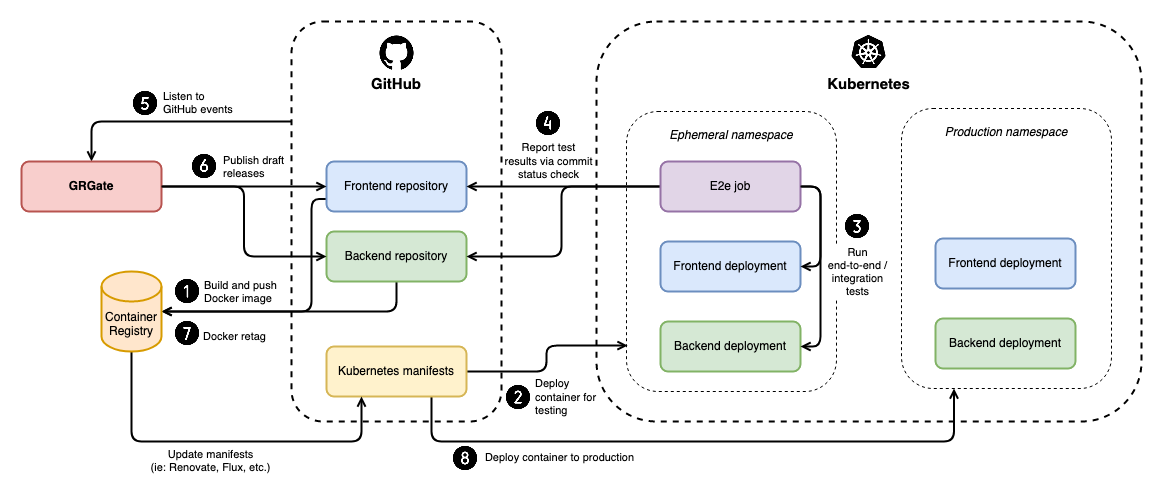 GitHub
Kubernetes
5
Listen to
GitHub events
4
Report test
results via commit
status check
Ephemeral namespace
Production namespace
GRGate
6
Publish draft
releases
Frontend repository
E2e job
3
Run
end-to-end /
integration
tests
Backend repository
Frontend deployment
Frontend deployment
1
Build and push
Docker image
Container
Registry
7
Docker retag
Backend deployment
Backend deployment
Kubernetes manifests
2
Deploy
container for
testing
Update manifests
(ie: Renovate, Flux, etc.)
8
Deploy container to production